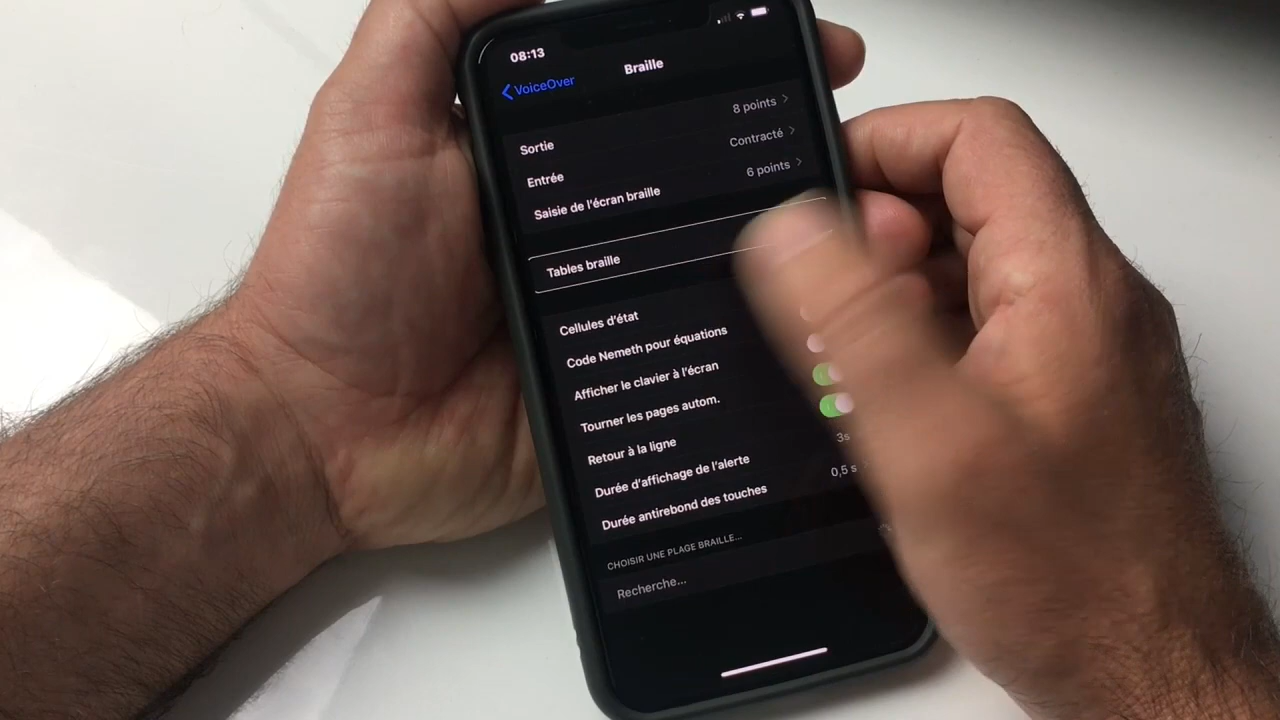 08:13
VoiceOver
Braille
Sortie 8 points
Entrée Contracté
Saisie de l'écran braille 6 points
Tables braille
Cellules d'état
Code Nemeth pour équations
Afficher le clavier à l'écran
Tourner les pages autom.
Retour à la ligne
Durée d'affichage de l'alerte 3s
Durée antirebond des touches 0,5 s
CHOISIR UNE PLAGE BRAILLE...
Recherche...